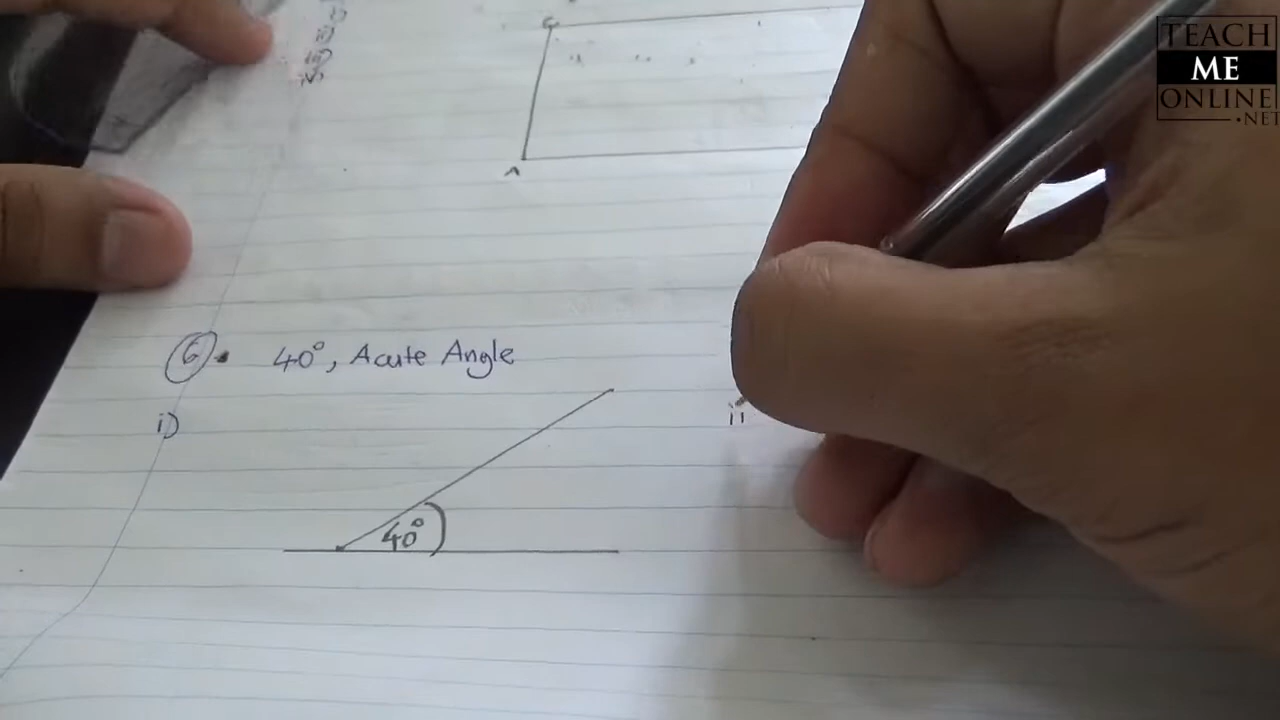 TEACH
ME
ONLINE
.NET
C
A
6. 40°, Acute Angle
i)
ii
40°